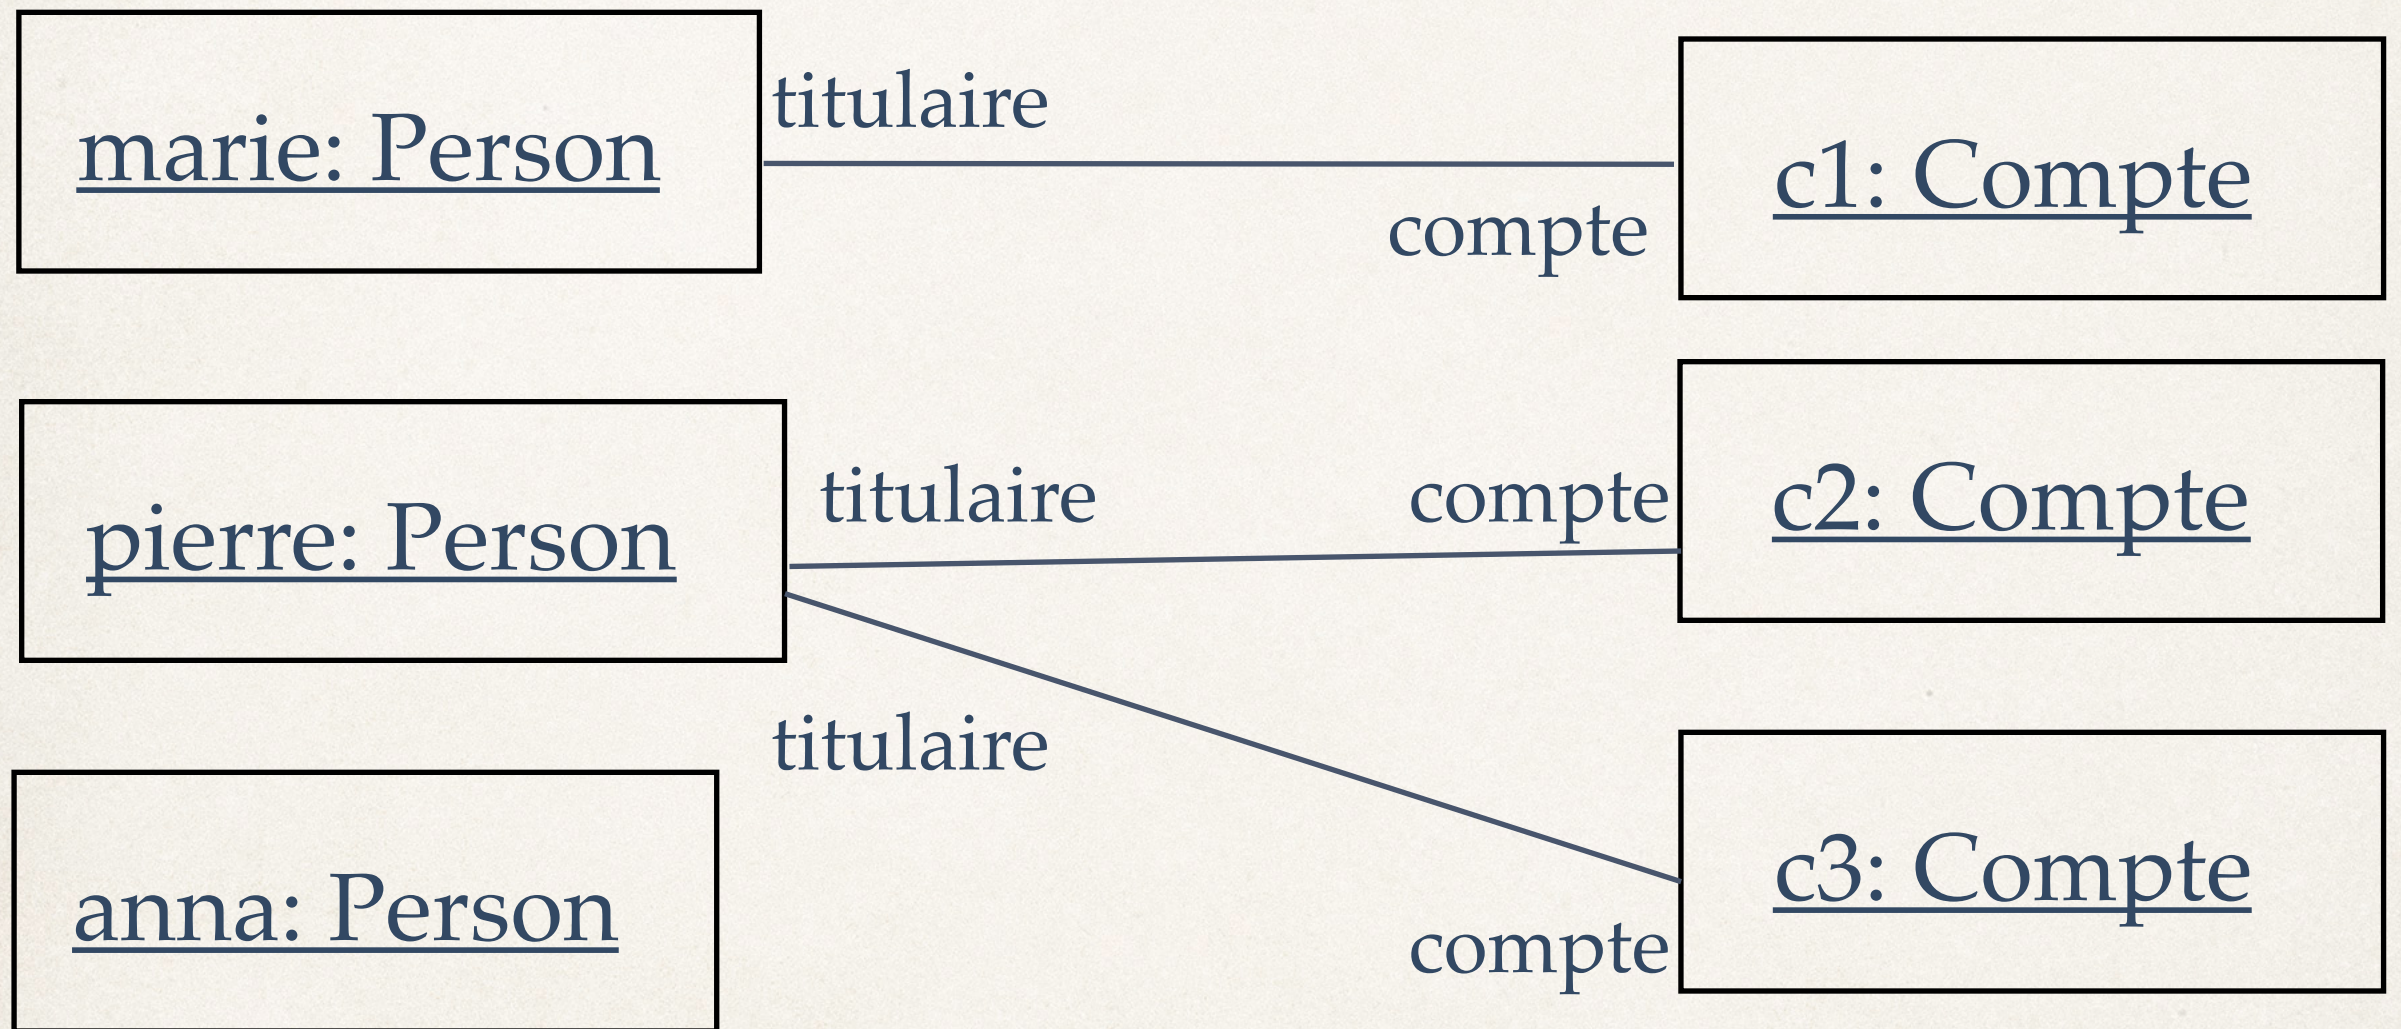 marie: Person
titulaire
compte
c1: Compte
pierre: Person
titulaire
compte
c2: Compte
titulaire
compte
anna: Person
c3: Compte